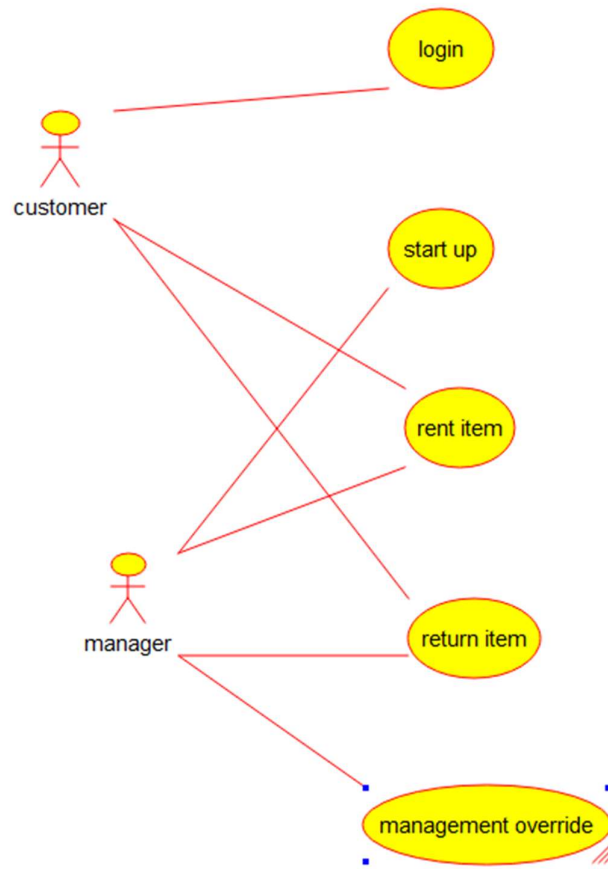 login
customer
start up
rent item
manager
return item
management override